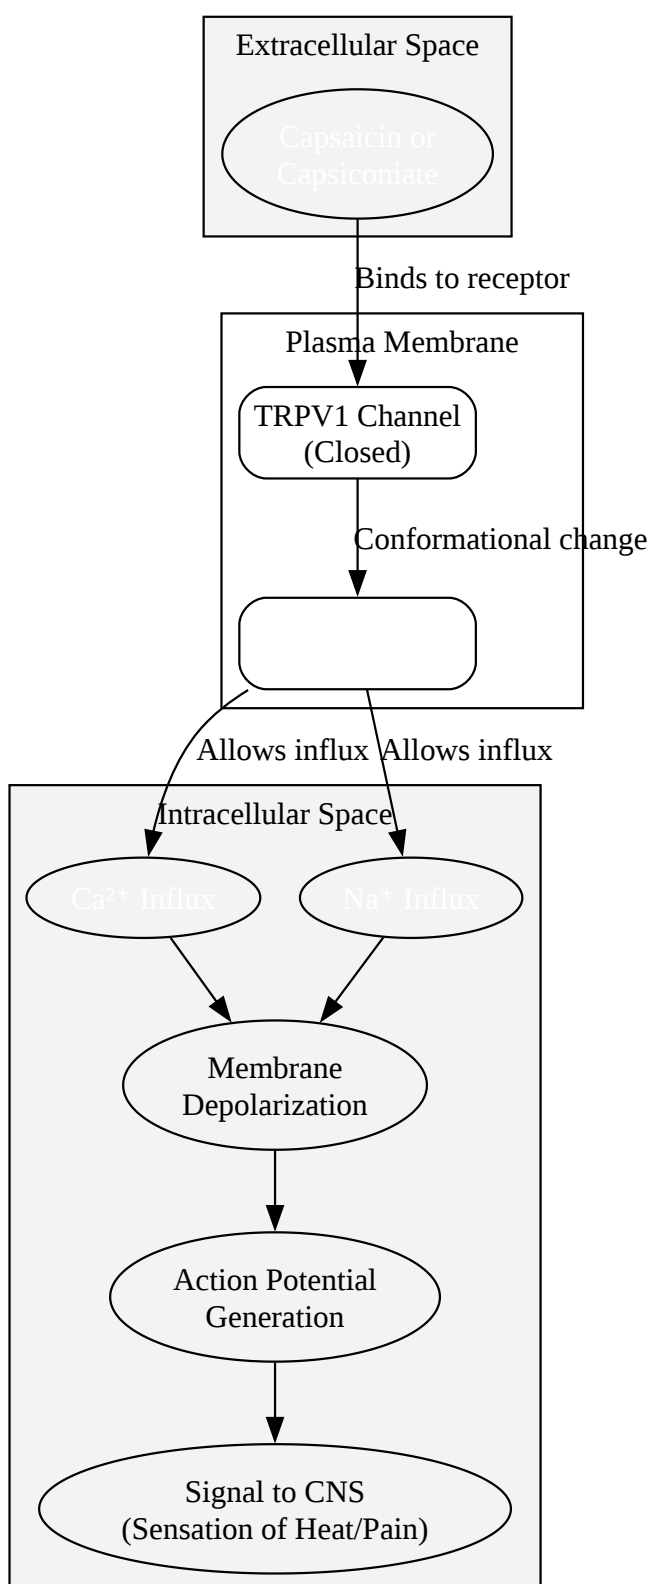 Extracellular Space
Capsaicin or
Capsiconiate
Binds to receptor
Plasma Membrane
TRPV1 Channel
(Closed)
Conformational change
Allows influx
Allows influx
Intracellular Space
Ca²⁺ Influx
Na⁺ Influx
Membrane
Depolarization
Action Potential
Generation
Signal to CNS
(Sensation of Heat/Pain)